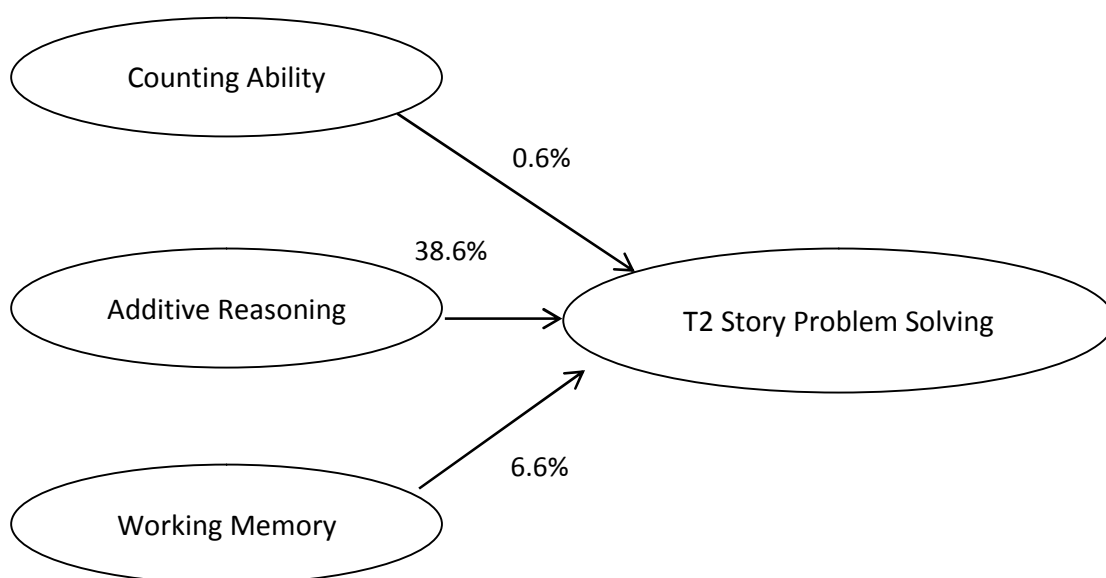 Counting Ability
0.6%
38.6%
Additive Reasoning
T2 Story Problem Solving
6.6%
Working Memory